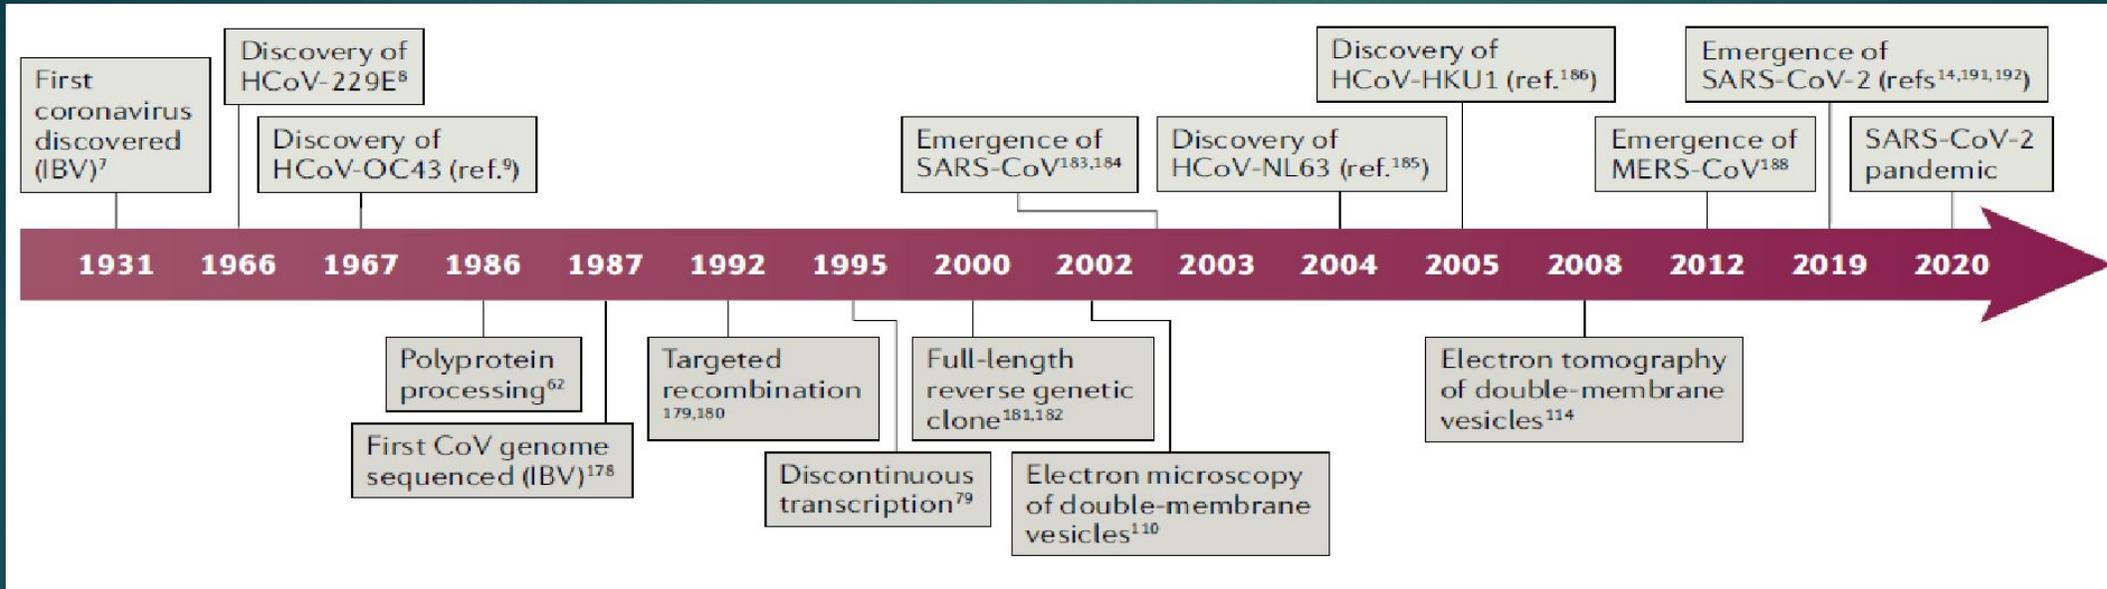 First
coronavirus
discovered
(IBV)⁷
Discovery of
HCoV-229E⁸
Discovery of
HCoV-OC43 (ref.⁹)
Emergence of
SARS-CoV¹⁸³,¹⁸⁴
Discovery of
HCoV-NL63 (ref.¹⁸⁵)
Discovery of
HCoV-HKU1 (ref.¹⁸⁶)
Emergence of
MERS-CoV¹⁸⁸
Emergence of
SARS-CoV-2 (refs¹⁴,¹⁹¹,¹⁹²)
SARS-CoV-2
pandemic
1931 1966 1967 1986 1987 1992 1995 2000 2002 2003 2004 2005 2008 2012 2019 2020
Polyprotein
processing⁶²
First CoV genome
sequenced (IBV)¹⁷⁸
Targeted
recombination
¹⁷⁹,¹⁸⁰
Discontinuous
transcription⁷⁹
Full-length
reverse genetic
clone¹⁸¹,¹⁸²
Electron microscopy
of double-membrane
vesicles¹¹⁰
Electron tomography
of double-membrane
vesicles¹¹⁴